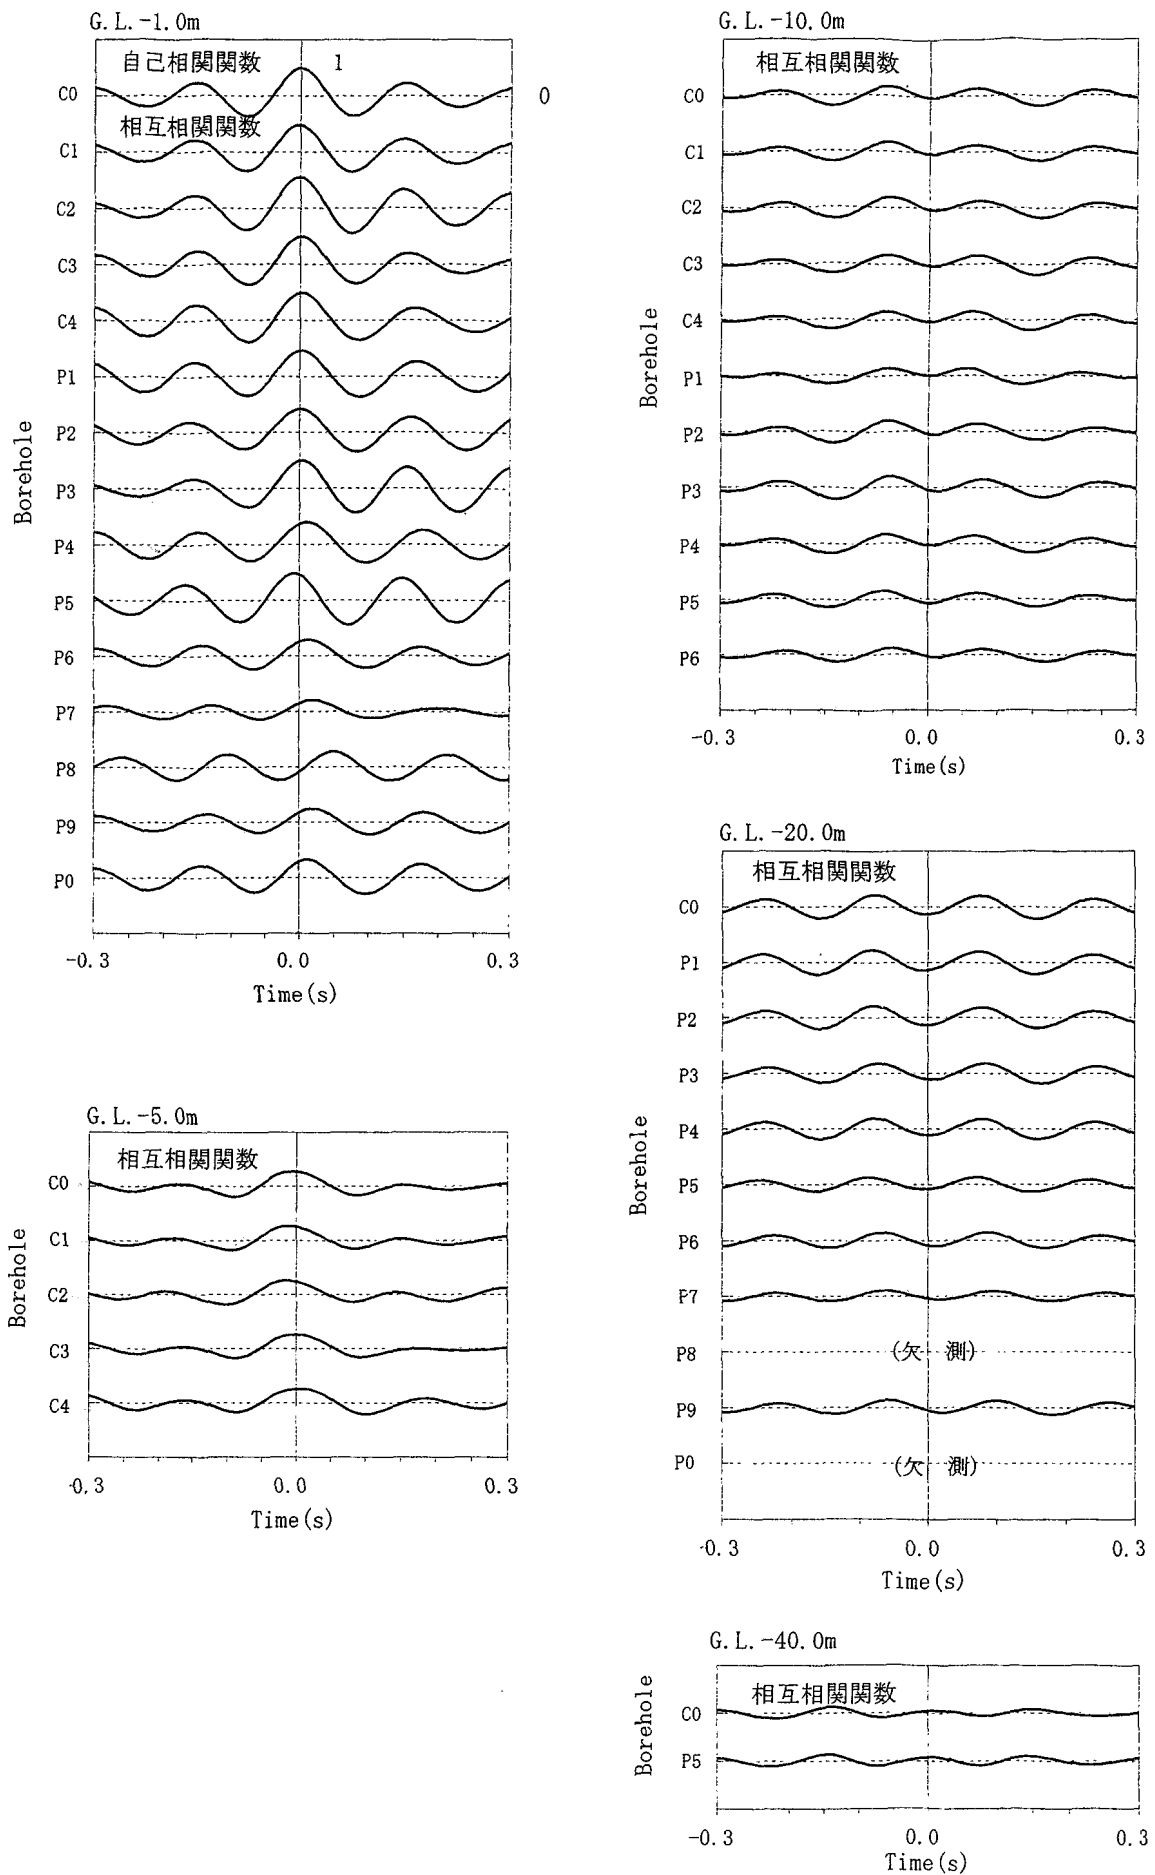 G.L.-1.0m
自己相関関数 1
C0 0
相互相関関数
C1
C2
C3
C4
P1
P2
P3
P4
P5
P6
P7
P8
P9
P0
Borehole
-0.3 0.0 0.3
Time(s)
G.L.-5.0m
相互相関関数
C0
C1
C2
C3
C4
Borehole
-0.3 0.0 0.3
Time(s)
G.L.-10.0m
相互相関関数
C0
C1
C2
C3
C4
P1
P2
P3
P4
P5
P6
Borehole
-0.3 0.0 0.3
Time(s)
G.L.-20.0m
相互相関関数
C0
P1
P2
P3
P4
P5
P6
P7
P8 (欠 測)
P9
P0 (欠 測)
Borehole
-0.3 0.0 0.3
Time(s)
G.L.-40.0m
相互相関関数
C0
P5
Borehole
-0.3 0.0 0.3
Time(s)